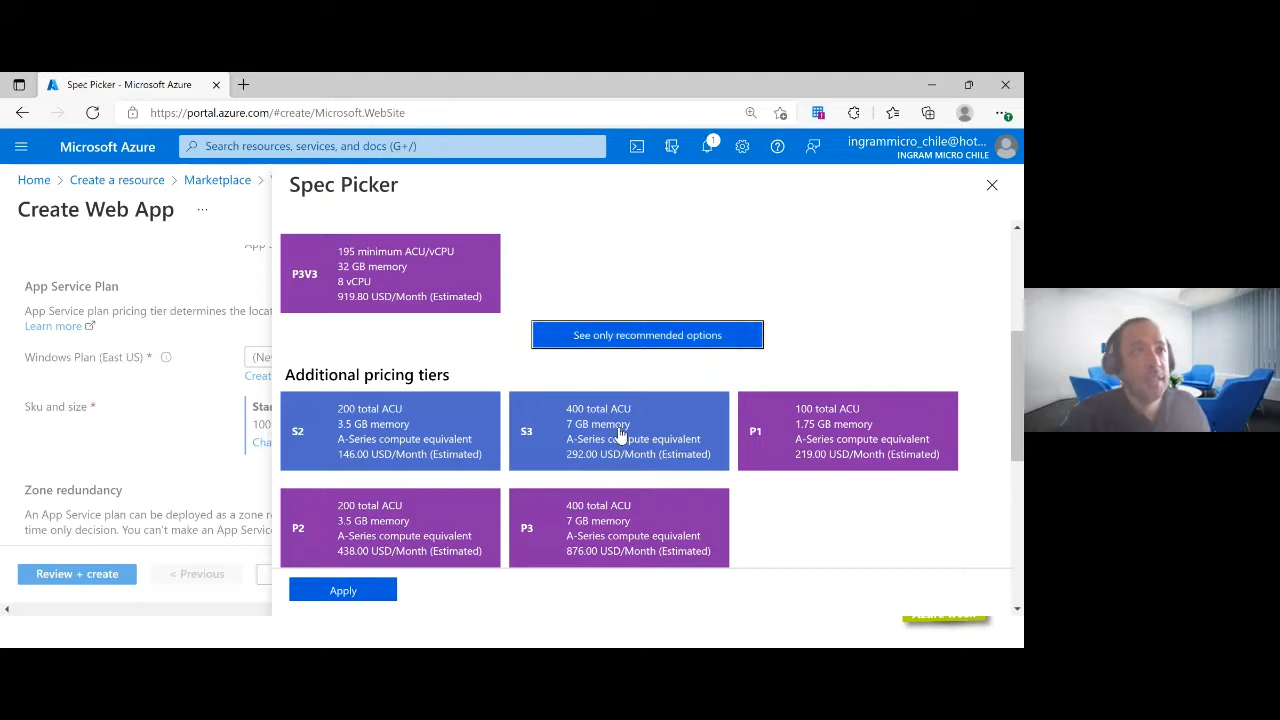 Spec Picker - Microsoft Azure
https://portal.azure.com/#create/Microsoft.WebSite
Microsoft Azure
Search resources, services, and docs (G+/)
1
ingrammicro_chile@hot...
INGRAM MICRO CHILE
Home > Create a resource > Marketplace >
Create Web App ...
Spec Picker
App Service Plan
App Service plan pricing tier determines the locat
Learn more
Windows Plan (East US) *
(Nev
Creat
Sku and size *
Star
100
Cha
Zone redundancy
An App Service plan can be deployed as a zone r
time only decision. You can't make an App Servic
Review + create
< Previous
P3V3
195 minimum ACU/vCPU
32 GB memory
8 vCPU
919.80 USD/Month (Estimated)
See only recommended options
Additional pricing tiers
S2
200 total ACU
3.5 GB memory
A-Series compute equivalent
146.00 USD/Month (Estimated)
S3
400 total ACU
7 GB memory
A-Series compute equivalent
292.00 USD/Month (Estimated)
P1
100 total ACU
1.75 GB memory
A-Series compute equivalent
219.00 USD/Month (Estimated)
P2
200 total ACU
3.5 GB memory
A-Series compute equivalent
438.00 USD/Month (Estimated)
P3
400 total ACU
7 GB memory
A-Series compute equivalent
876.00 USD/Month (Estimated)
Apply